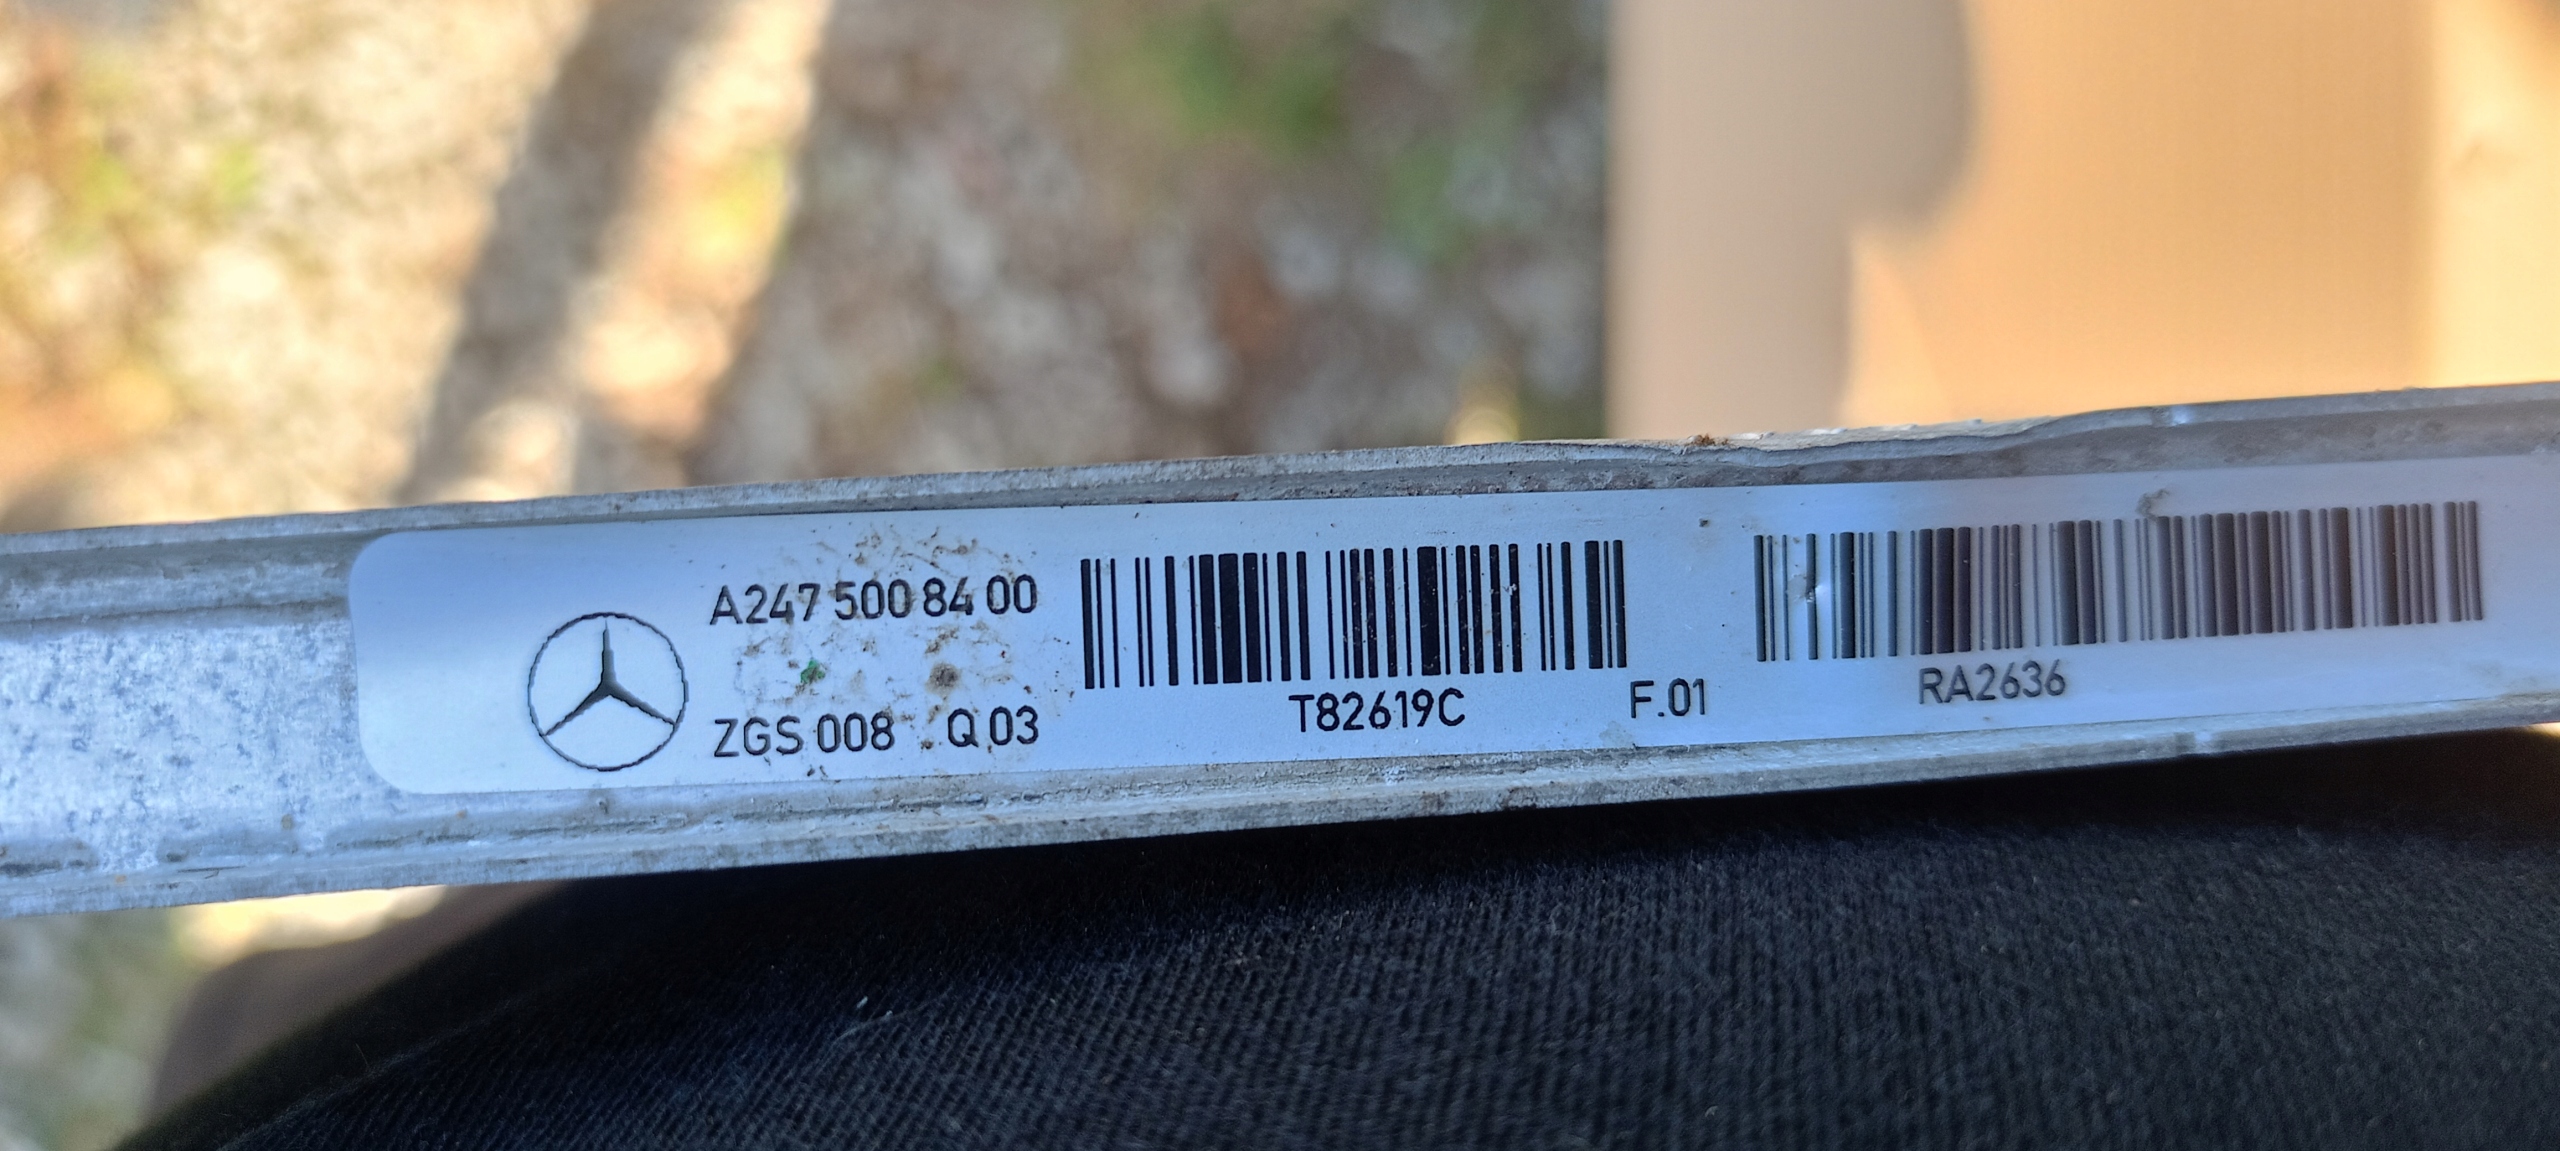 A247 500 84 00
ZGS 008 Q 03
T82619C
F.01
RA2636